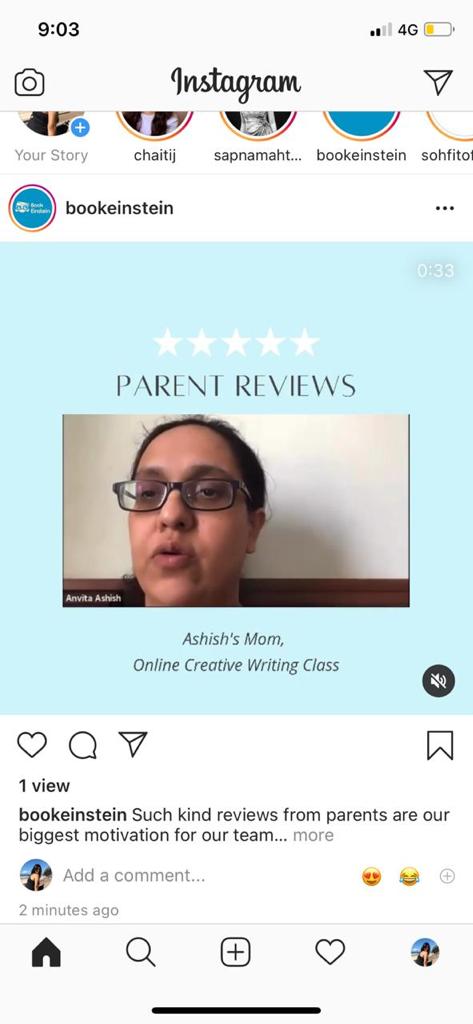 9:03
4G
Instagram
Your Story
chaitij
sapnamaht...
bookeinstein
sohfitof
Book
Einstein
bookeinstein
0:33
PARENT REVIEWS
Anvita Ashish
Ashish's Mom,
Online Creative Writing Class
1 view
bookeinstein Such kind reviews from parents are our
biggest motivation for our team... more
Add a comment...
2 minutes ago